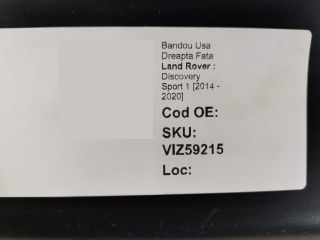 Bandou Usa
Dreapta Fata
Land Rover :
Discovery
Sport 1 [2014 -
2020]
Cod OE:
SKU:
VIZ59215
Loc: